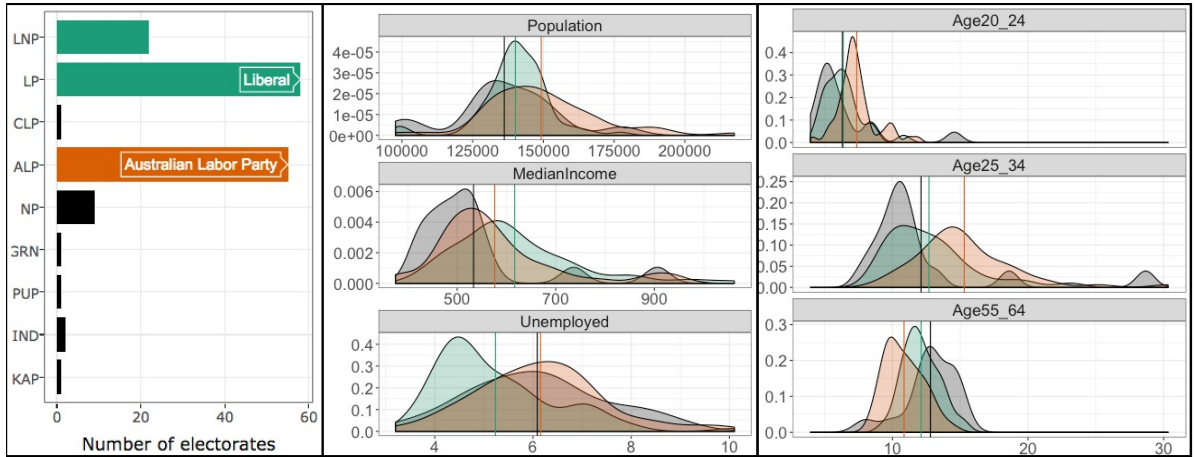 LNP
LP
Liberal
CLP
ALP
Australian Labor Party
NP
GRN
PUP
IND
KAP
0
20
40
60
Number of electorates
Population
4e-05
3e-05
2e-05
1e-05
0e+00
100000 125000 150000 175000 200000
MedianIncome
0.006
0.004
0.002
0.000
500 700 900
Unemployed
0.4
0.3
0.2
0.1
0.0
4 6 8 10
Age20_24
0.4
0.3
0.2
0.1
0.0
Age25_34
0.25
0.20
0.15
0.10
0.05
0.00
Age55_64
0.3
0.2
0.1
0.0
10 20 30